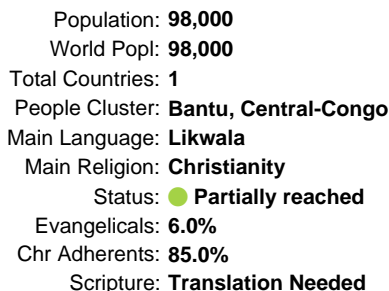 Population: 98,000
World Popl: 98,000
Total Countries: 1
People Cluster: Bantu, Central-Congo
Main Language: Likwala
Main Religion: Christianity
Status: Partially reached
Evangelicals: 6.0%
Chr Adherents: 85.0%
Scripture: Translation Needed